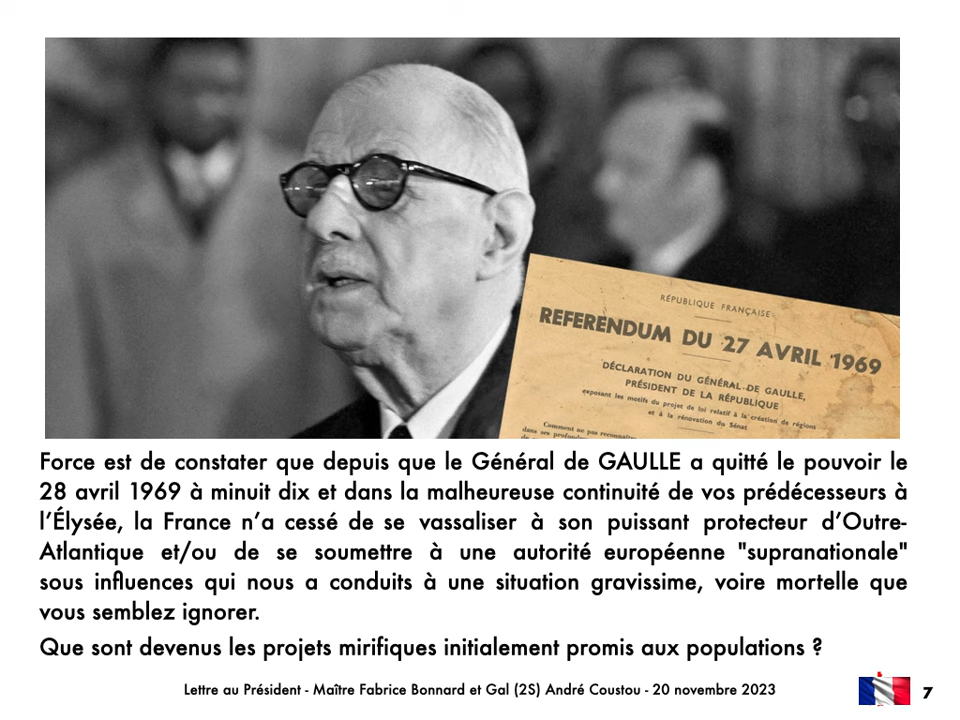 RÉPUBLIQUE FRANÇAISE
REFERENDUM DU 27 AVRIL 1969
DÉCLARATION DU GÉNÉRAL DE GAULLE,
PRÉSIDENT DE LA RÉPUBLIQUE
exposant les motifs du projet de loi relatif à la création de régions
et à la rénovation du Sénat
Comment ne pas reconnaître
dans ses
Force est de constater que depuis que le Général de GAULLE a quitté le pouvoir le
28 avril 1969 à minuit dix et dans la malheureuse continuité de vos prédécesseurs à
l’Élysée, la France n’a cessé de se vassaliser à son puissant protecteur d’Outre-
Atlantique et/ou de se soumettre à une autorité européenne "supranationale"
sous influences qui nous a conduits à une situation gravissime, voire mortelle que
vous semblez ignorer.
Que sont devenus les projets mirifiques initialement promis aux populations ?
Lettre au Président - Maître Fabrice Bonnard et Gal (2S) André Coustou - 20 novembre 2023
7